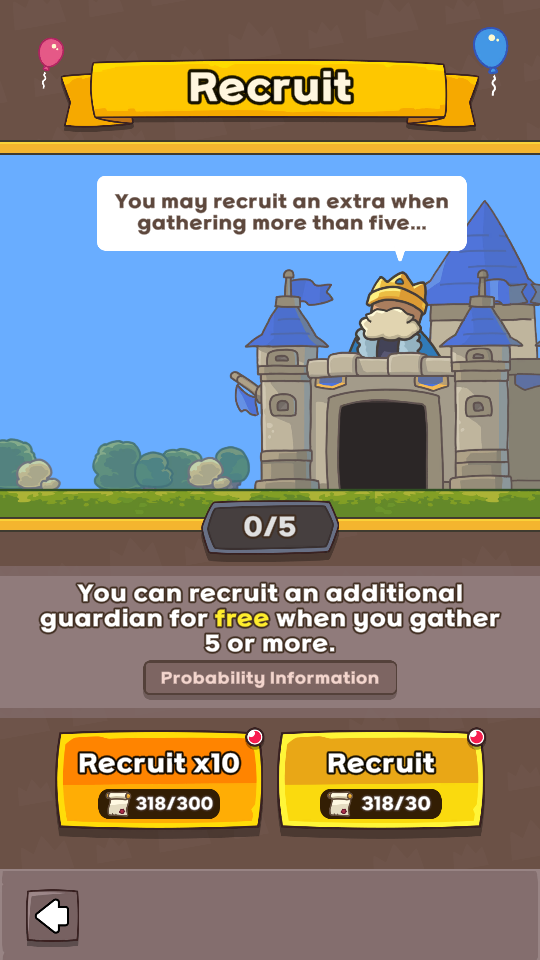 Recruit
You may recruit an extra when
gathering more than five...
0/5
You can recruit an additional
guardian for free when you gather
5 or more.
Probability Information
Recruit x10
318/300
Recruit
318/30